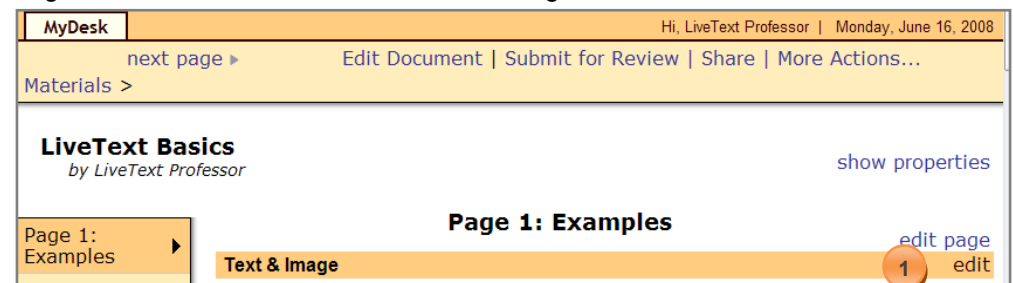 MyDesk Hi, LiveText Professor | Monday, June 16, 2008
next page ▸ Edit Document | Submit for Review | Share | More Actions...
Materials >
LiveText Basics
by LiveText Professor
show properties
Page 1: Examples
Page 1:
Examples
edit page
Text & Image 1 edit